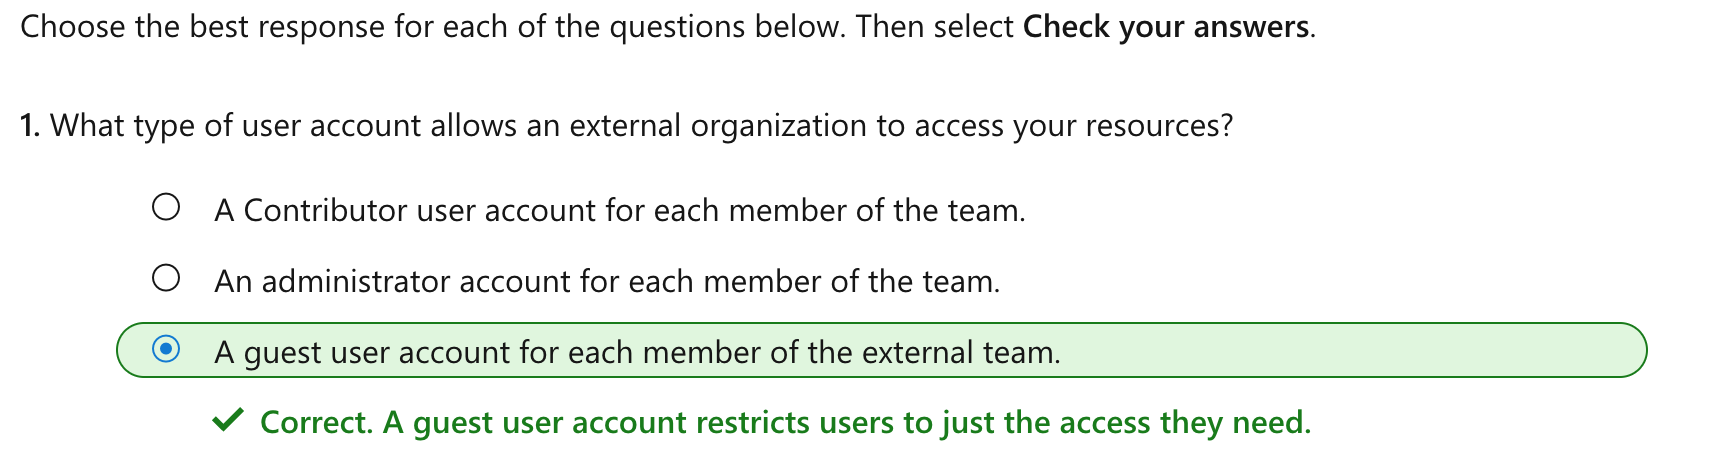 Choose the best response for each of the questions below. Then select Check your answers.
1. What type of user account allows an external organization to access your resources?
A Contributor user account for each member of the team.
An administrator account for each member of the team.
A guest user account for each member of the external team.
Correct. A guest user account restricts users to just the access they need.